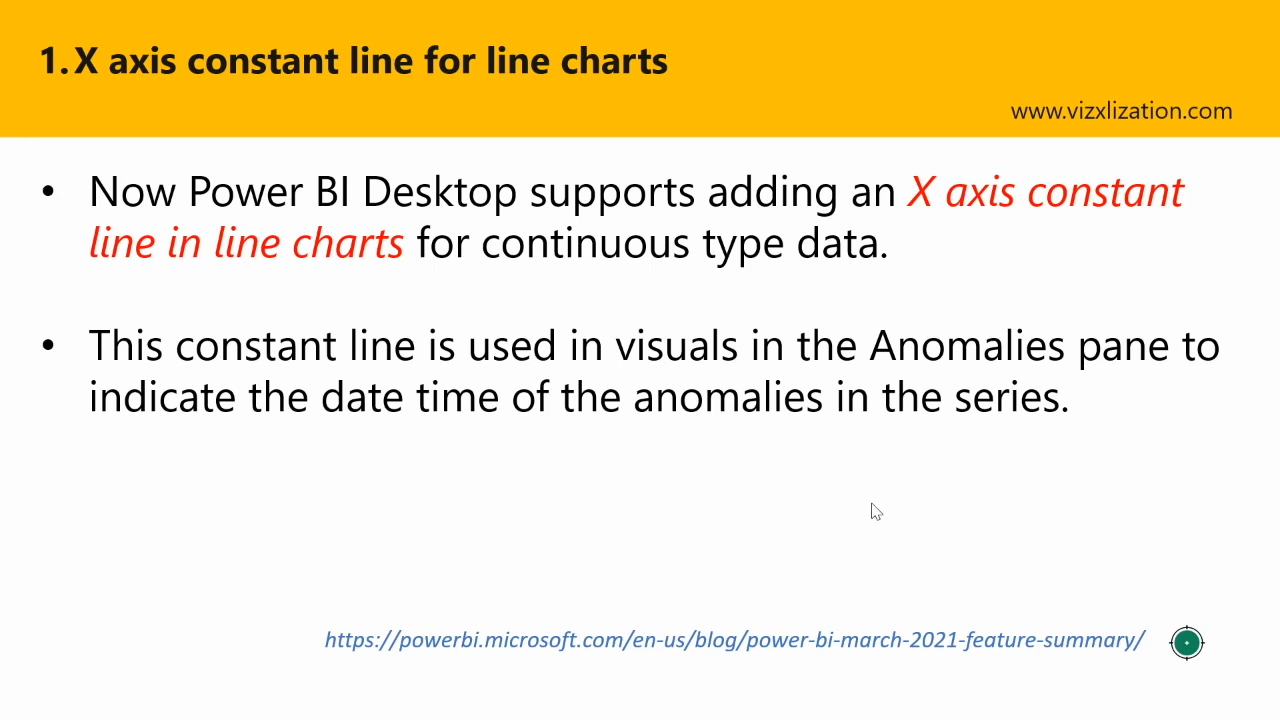 1. X axis constant line for line charts
www.vizxlization.com
• Now Power BI Desktop supports adding an X axis constant
line in line charts for continuous type data.
• This constant line is used in visuals in the Anomalies pane to
indicate the date time of the anomalies in the series.
https://powerbi.microsoft.com/en-us/blog/power-bi-march-2021-feature-summary/